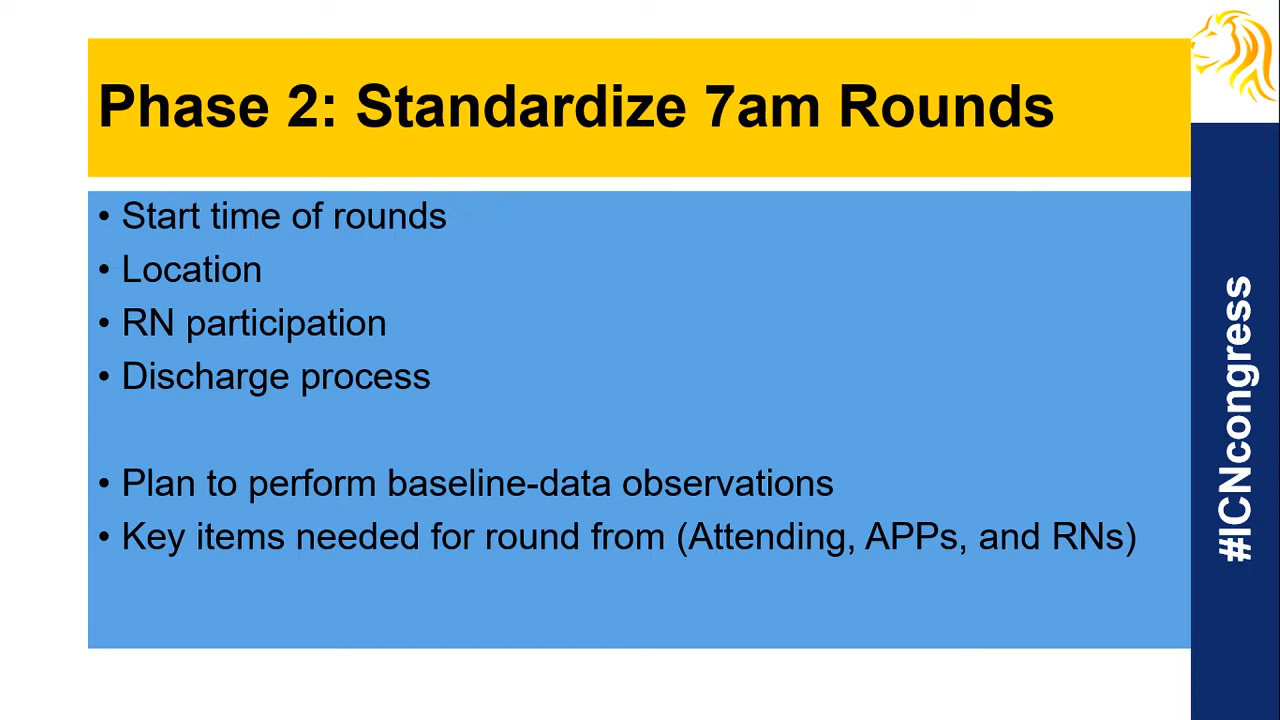 Phase 2: Standardize 7am Rounds
• Start time of rounds
• Location
• RN participation
• Discharge process
• Plan to perform baseline-data observations
• Key items needed for round from (Attending, APPs, and RNs)
#ICNcongress